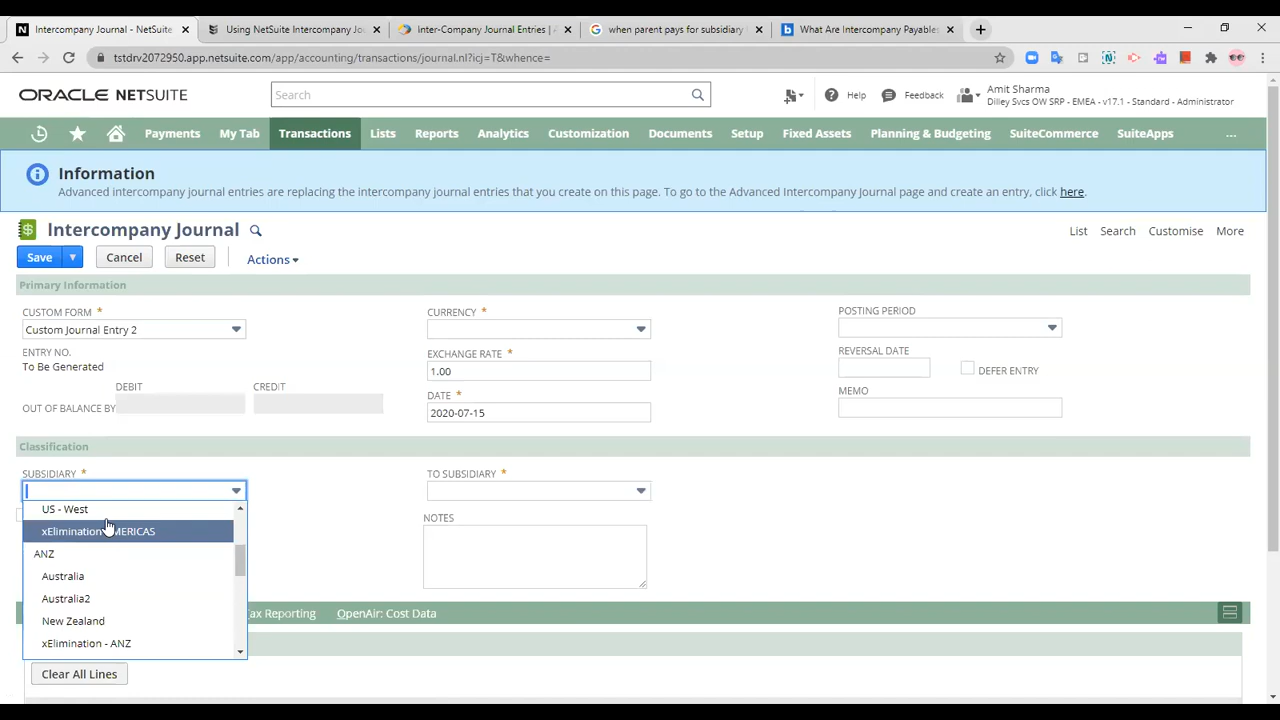 Intercompany Journal - NetSuite
Using NetSuite Intercompany Jou
Inter-Company Journal Entries | A
when parent pays for subsidiary
What Are Intercompany Payables
tstdrv2072950.app.netsuite.com/app/accounting/transactions/journal.nl?icj=T&whence=
ORACLE NETSUITE
Search
Help
Feedback
Amit Sharma
Dilley Svcs OW SRP - EMEA - v17.1 - Standard - Administrator
Payments My Tab Transactions Lists Reports Analytics Customization Documents Setup Fixed Assets Planning & Budgeting SuiteCommerce SuiteApps ...
Information
Advanced intercompany journal entries are replacing the intercompany journal entries that you create on this page. To go to the Advanced Intercompany Journal page and create an entry, click here.
Intercompany Journal
List Search Customise More
Save
Cancel
Reset
Actions
Primary Information
CUSTOM FORM *
Custom Journal Entry 2
ENTRY NO.
To Be Generated
DEBIT
CREDIT
OUT OF BALANCE BY
CURRENCY *
EXCHANGE RATE *
1.00
DATE *
2020-07-15
POSTING PERIOD
REVERSAL DATE
DEFER ENTRY
MEMO
Classification
SUBSIDIARY *
US - West
xElimination MERICAS
ANZ
Australia
Australia2
New Zealand
xElimination - ANZ
TO SUBSIDIARY *
NOTES
ax Reporting
OpenAir: Cost Data
Clear All Lines